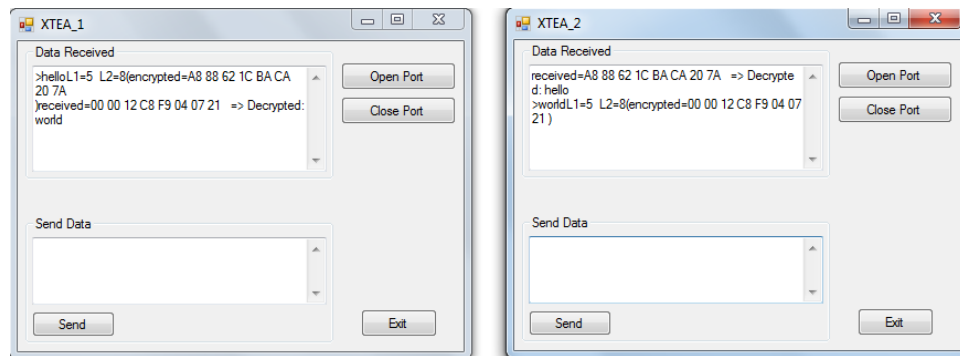 XTEA_1
Data Received
>helloL1=5 L2=8(encrypted=A8 88 62 1C BA CA
20 7A
)received=00 00 12 C8 F9 04 07 21 => Decrypted:
world
Open Port
Close Port
Send Data
Send
Exit
XTEA_2
Data Received
received=A8 88 62 1C BA CA 20 7A => Decrypte
d: hello
>worldL1=5 L2=8(encrypted=00 00 12 C8 F9 04 07
21 )
Open Port
Close Port
Send Data
Send
Exit